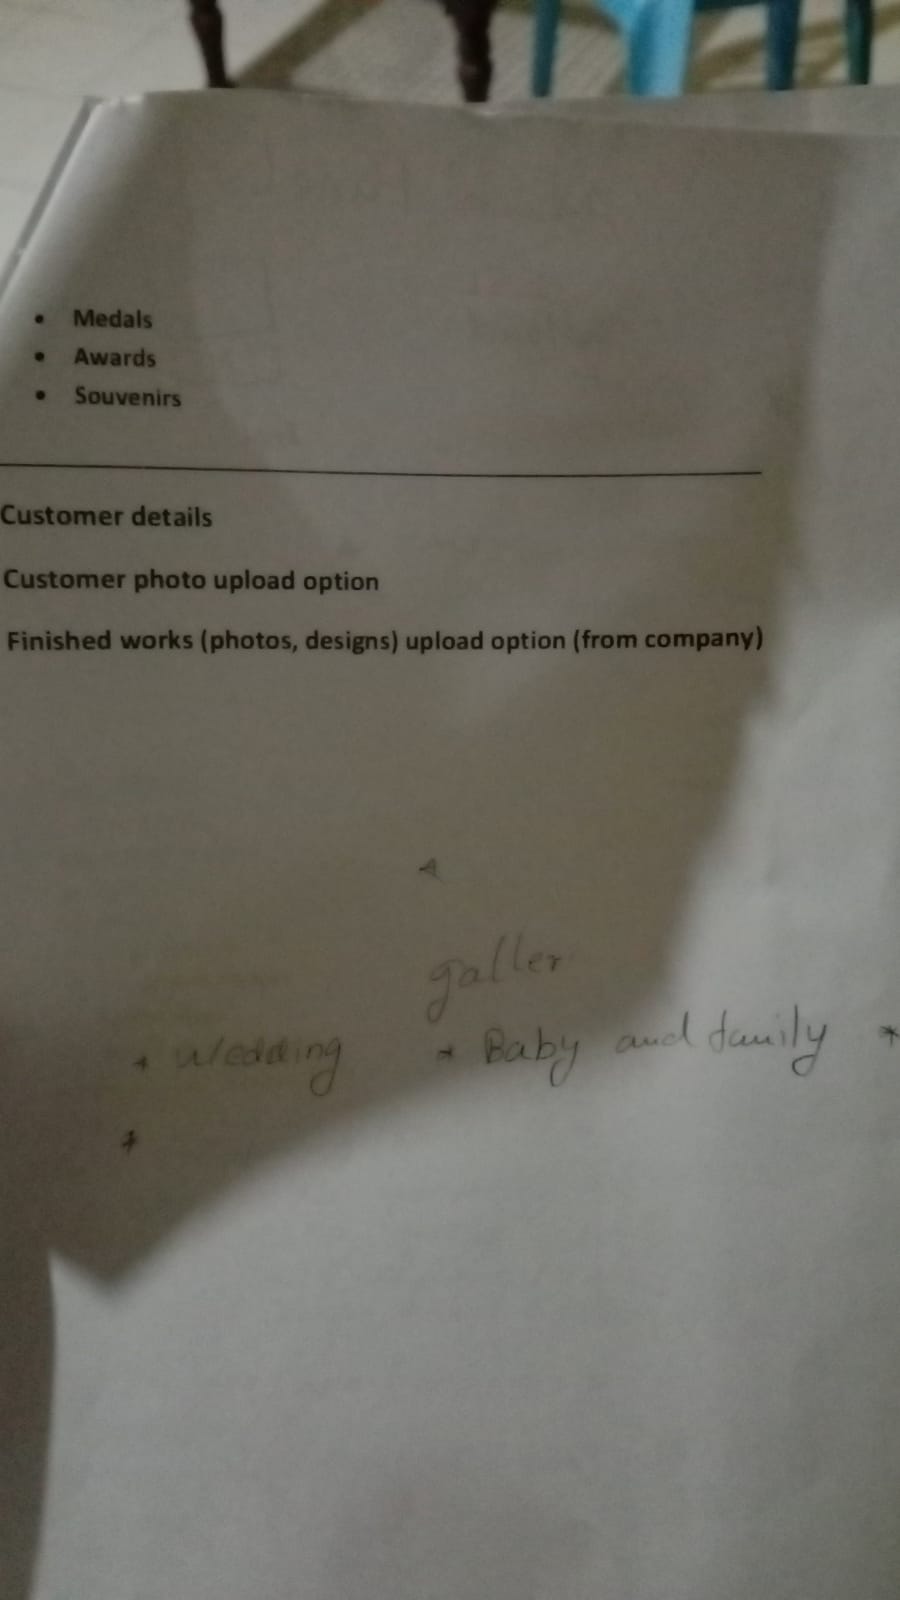 • Medals
• Awards
• Souvenirs
Customer details
Customer photo upload option
Finished works (photos, designs) upload option (from company)
galler
* Wedding * Baby and family *
*